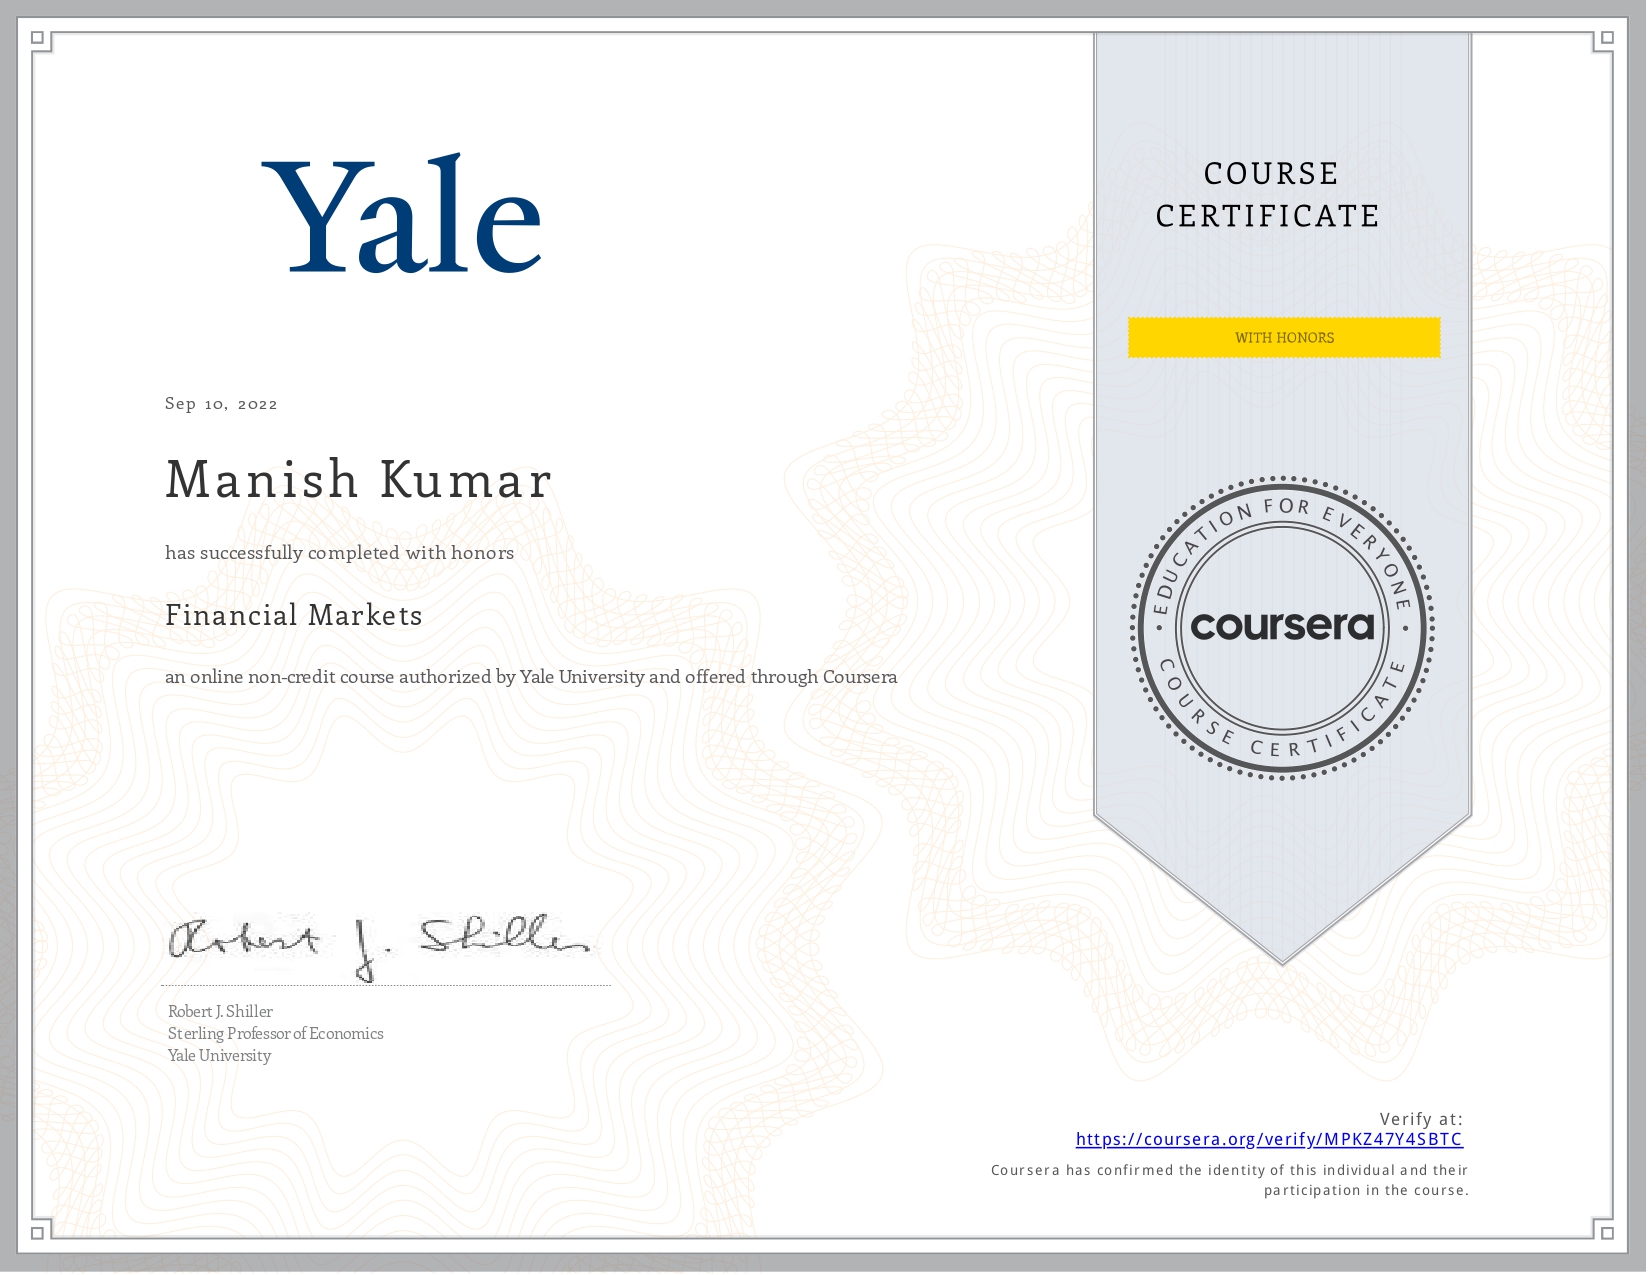 Yale
COURSE
CERTIFICATE
WITH HONORS
Sep 10, 2022
Manish Kumar
has successfully completed with honors
Financial Markets
an online non-credit course authorized by Yale University and offered through Coursera
EDUCATION FOR EVERYONE
coursera
COURSE CERTIFICATE
Robert J. Shiller
Robert J. Shiller
Sterling Professor of Economics
Yale University
Verify at:
https://coursera.org/verify/MPKZ47Y4SBTC
Coursera has confirmed the identity of this individual and their
participation in the course.